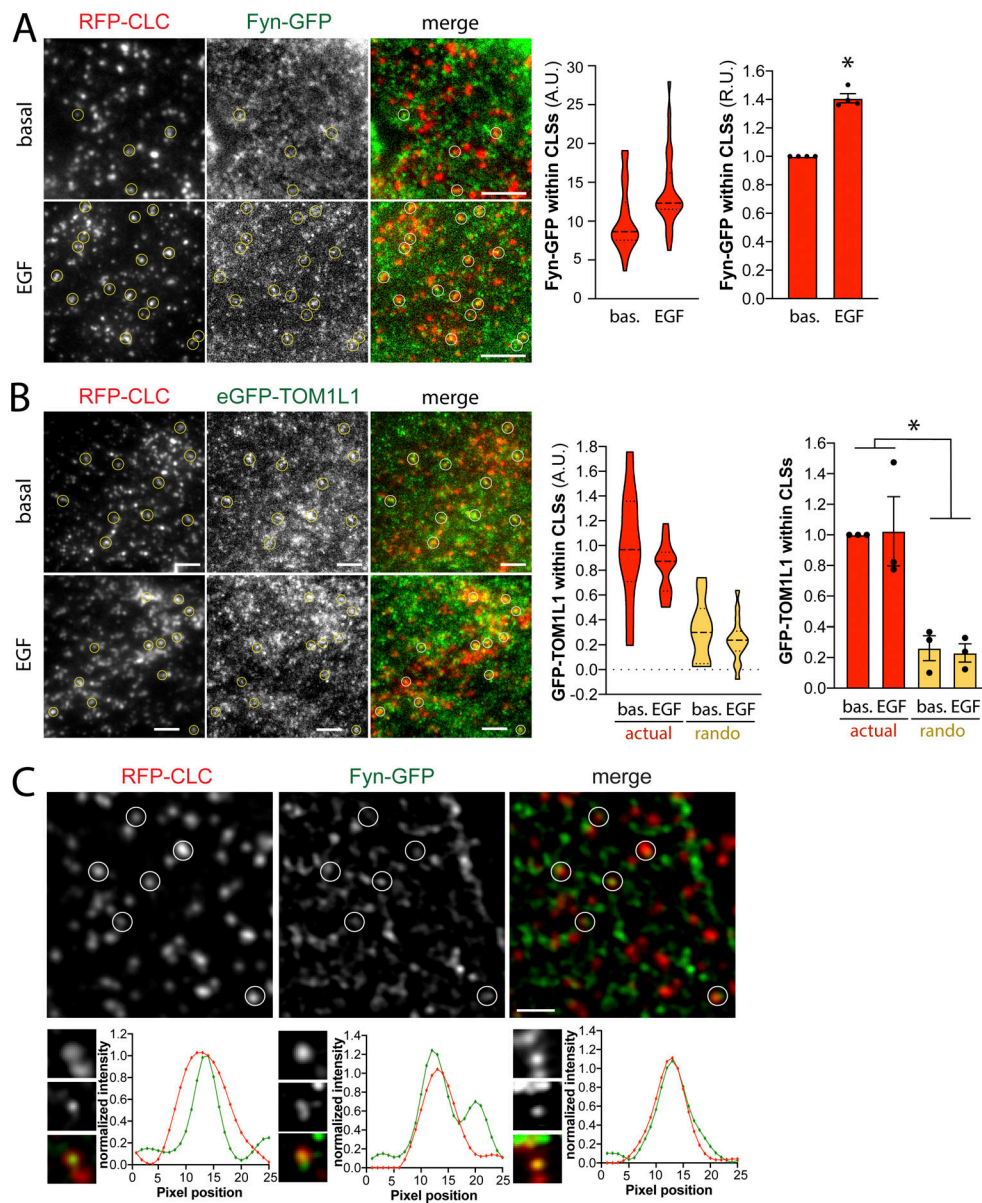 A
RFP-CLC Fyn-GFP merge
basal
EGF
Fyn-GFP within CLSs (A.U.)
30
25
20
15
10
5
0
bas. EGF
Fyn-GFP within CLSs (R.U.)
*
1.6
1.4
1.2
1.0
0.8
0.6
0.4
0.2
0.0
bas. EGF
B
RFP-CLC eGFP-TOM1L1 merge
basal
EGF
GFP-TOM1L1 within CLSs (A.U.)
1.8
1.6
1.4
1.2
1.0
0.8
0.6
0.4
0.2
0.0
-0.2
bas. EGF bas. EGF
actual rando
GFP-TOM1L1 within CLSs
*
1.6
1.4
1.2
1.0
0.8
0.6
0.4
0.2
0.0
bas. EGF bas. EGF
actual rando
C
RFP-CLC Fyn-GFP merge
normalized intensity
1.2
1.0
0.8
0.6
0.4
0.2
0.0
0 5 10 15 20 25
Pixel position
normalized intensity
1.4
1.2
1.0
0.8
0.6
0.4
0.2
0.0
0 5 10 15 20 25
Pixel position
normalized intensity
1.4
1.2
1.0
0.8
0.6
0.4
0.2
0.0
0 5 10 15 20 25
Pixel position